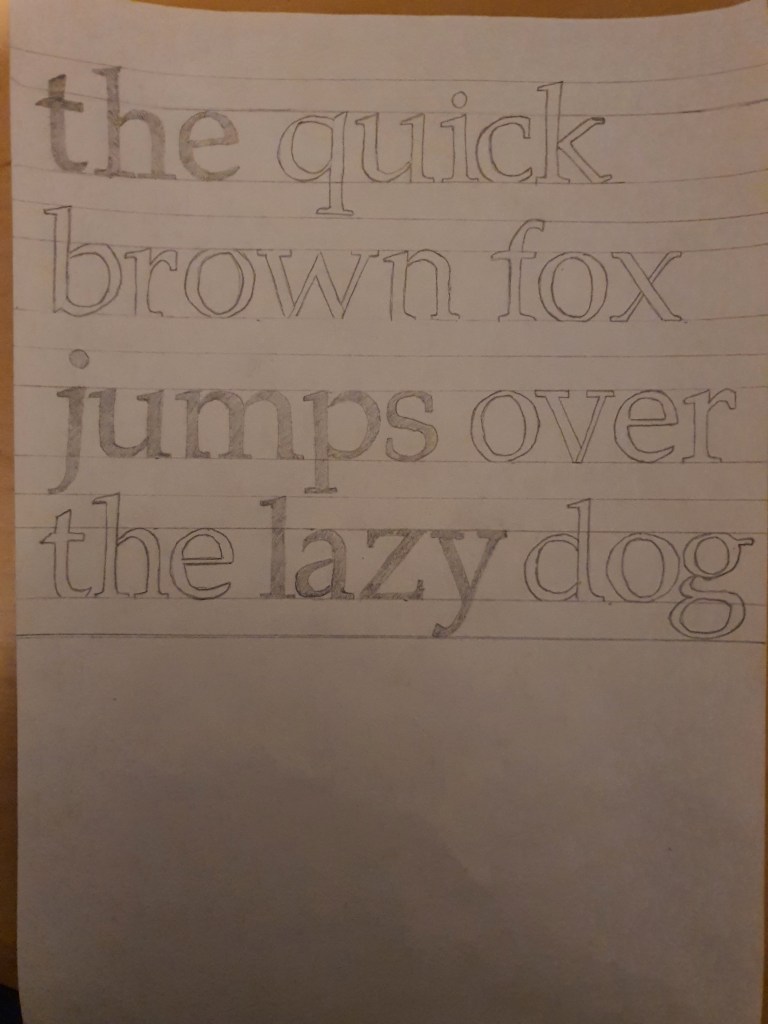 the quick
brown fox
jumps over
the lazy dog